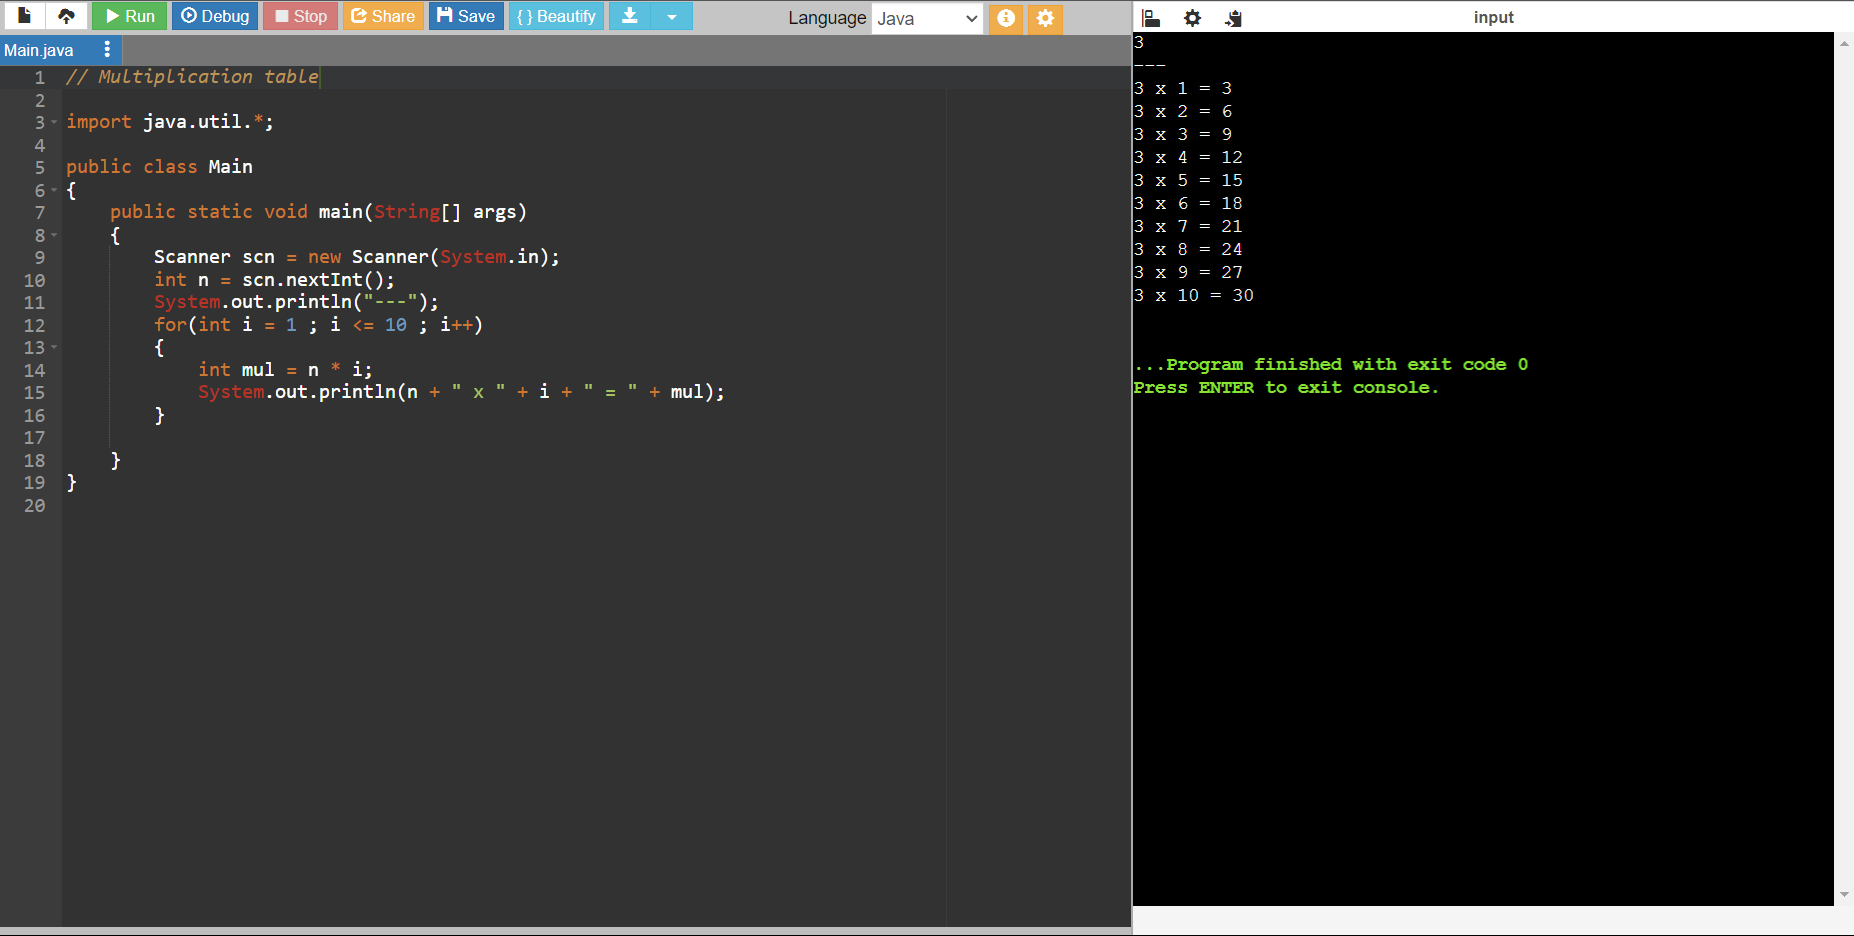 Run Debug Stop Share Save { } Beautify Language Java
Main.java
1 // Multiplication table
2
3 import java.util.*;
4
5 public class Main
6 {
7     public static void main(String[] args)
8     {
9         Scanner scn = new Scanner(System.in);
10         int n = scn.nextInt();
11         System.out.println("---");
12         for(int i = 1 ; i <= 10 ; i++)
13         {
14             int mul = n * i;
15             System.out.println(n + " x " + i + " = " + mul);
16         }
17
18     }
19 }
20
input
3
---
3 x 1 = 3
3 x 2 = 6
3 x 3 = 9
3 x 4 = 12
3 x 5 = 15
3 x 6 = 18
3 x 7 = 21
3 x 8 = 24
3 x 9 = 27
3 x 10 = 30
...Program finished with exit code 0
Press ENTER to exit console.